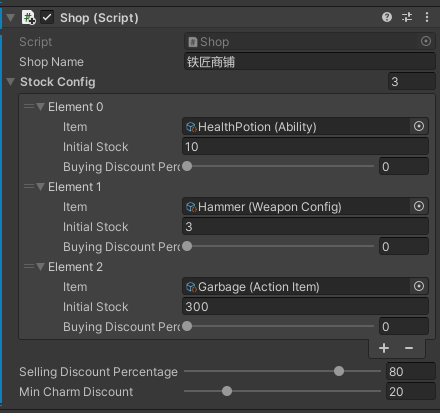 Shop (Script)
Script Shop
Shop Name 铁匠商铺
Stock Config 3
Element 0
Item HealthPotion (Ability)
Initial Stock 10
Buying Discount Perc 0
Element 1
Item Hammer (Weapon Config)
Initial Stock 3
Buying Discount Perc 0
Element 2
Item Garbage (Action Item)
Initial Stock 300
Buying Discount Perc 0
Selling Discount Percentage 80
Min Charm Discount 20